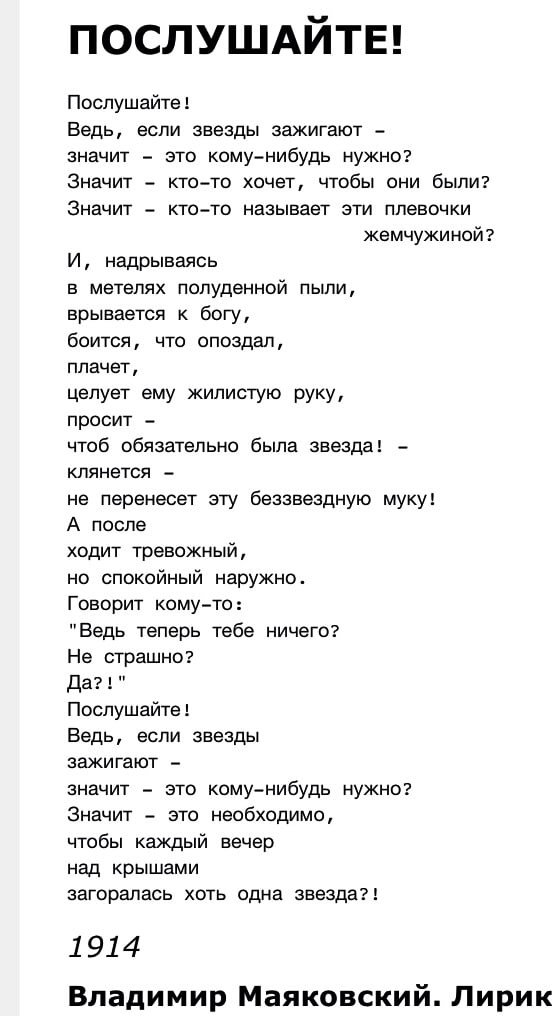 ПОСЛУШАЙТЕ!
Послушайте!
Ведь, если звезды зажигают –
значит – это кому–нибудь нужно?
Значит – кто–то хочет, чтобы они были?
Значит – кто–то называет эти плевочки
жемчужиной?
И, надрываясь
в метелях полуденной пыли,
врывается к богу,
боится, что опоздал,
плачет,
целует ему жилистую руку,
просит –
чтоб обязательно была звезда! –
клянется –
не перенесет эту беззвездную муку!
А после
ходит тревожный,
но спокойный наружно.
Говорит кому–то:
"Ведь теперь тебе ничего?
Не страшно?
Да?!"
Послушайте!
Ведь, если звезды
зажигают –
значит – это кому–нибудь нужно?
Значит – это необходимо,
чтобы каждый вечер
над крышами
загоралась хоть одна звезда?!
1914
Владимир Маяковский. Лирик